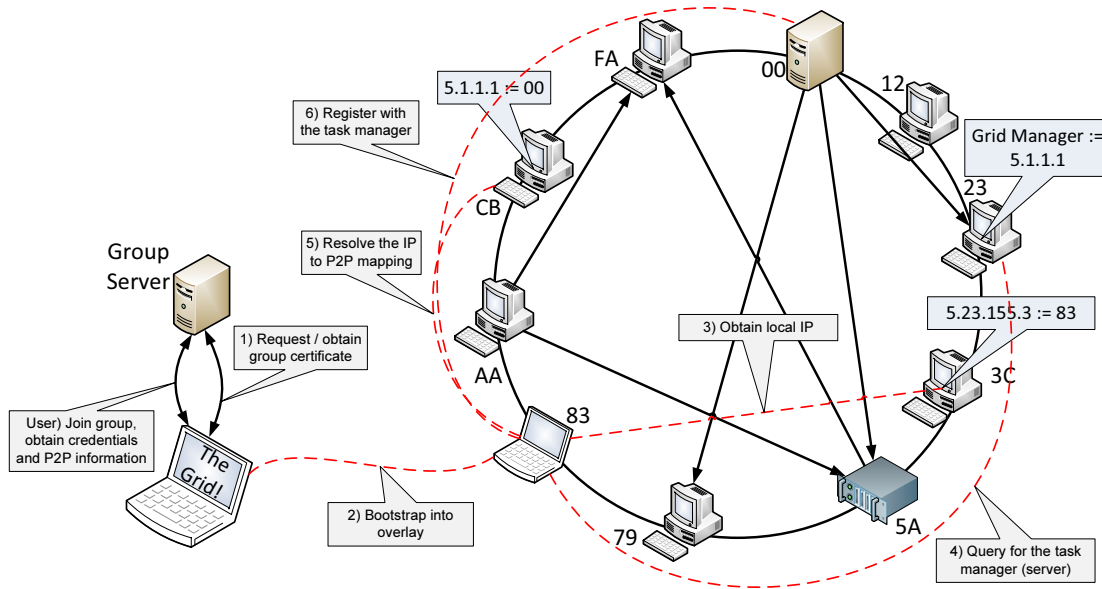 FA
00
12
5.1.1.1 := 00
6) Register with
the task manager
Grid Manager :=
5.1.1.1
23
CB
5) Resolve the IP
to P2P mapping
Group
Server
5.23.155.3 := 83
3) Obtain local IP
1) Request / obtain
group certificate
AA
3C
83
User) Join group,
obtain credentials
and P2P information
The
Grid!
2) Bootstrap into
overlay
79
5A
4) Query for the task
manager (server)